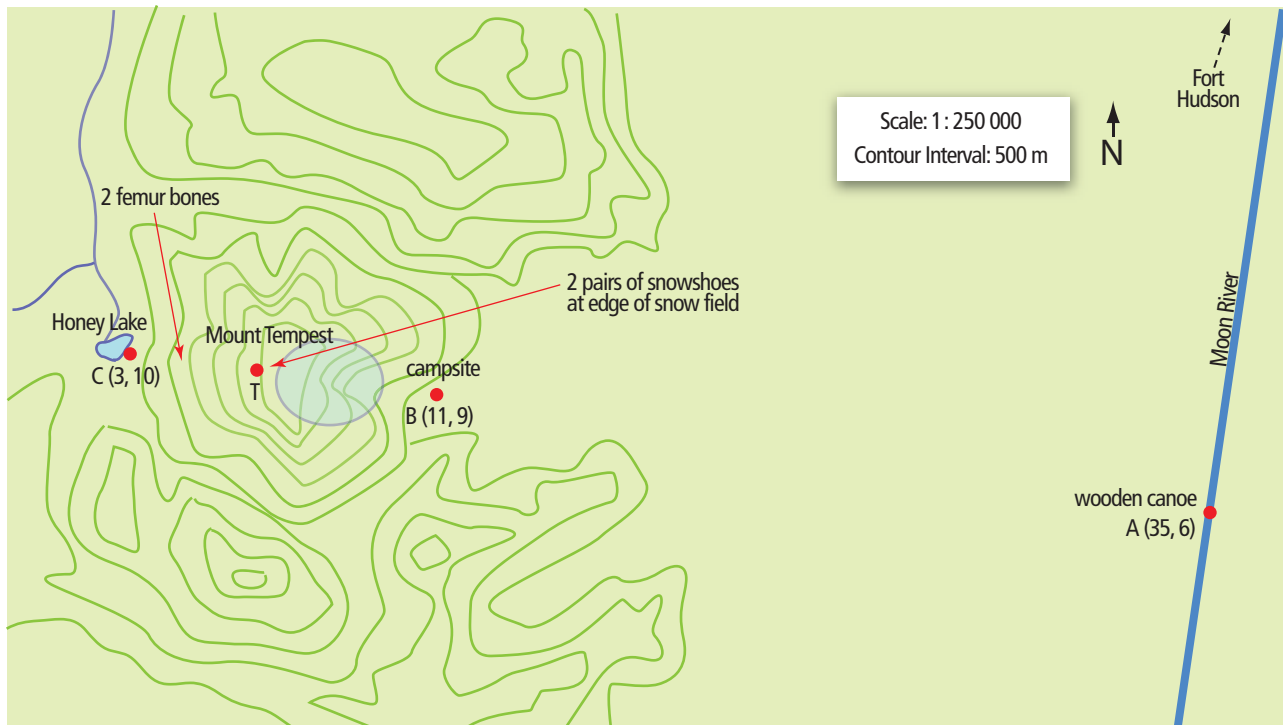 Fort
Hudson
Scale: 1 : 250 000
Contour Interval: 500 m
N
2 femur bones
2 pairs of snowshoes
at edge of snow field
Moon River
Honey Lake
C (3, 10)
Mount Tempest
T
campsite
B (11, 9)
wooden canoe
A (35, 6)